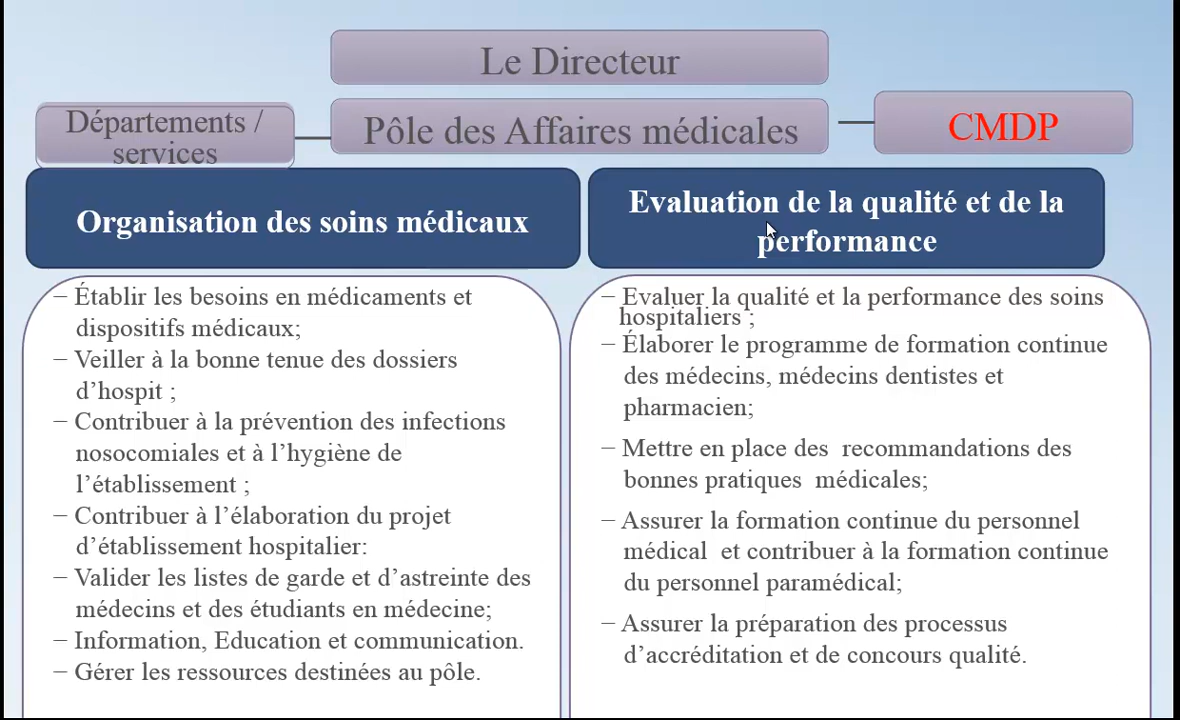 Le Directeur
Départements /
services
Pôle des Affaires médicales
CMDP
Organisation des soins médicaux
– Établir les besoins en médicaments et
dispositifs médicaux;
– Veiller à la bonne tenue des dossiers
d’hospit ;
– Contribuer à la prévention des infections
nosocomiales et à l’hygiène de
l’établissement ;
– Contribuer à l’élaboration du projet
d’établissement hospitalier:
– Valider les listes de garde et d’astreinte des
médecins et des étudiants en médecine;
– Information, Education et communication.
– Gérer les ressources destinées au pôle.
Evaluation de la qualité et de la
performance
– Evaluer la qualité et la performance des soins
hospitaliers ;
– Élaborer le programme de formation continue
des médecins, médecins dentistes et
pharmacien;
– Mettre en place des  recommandations des
bonnes pratiques  médicales;
– Assurer la formation continue du personnel
médical  et contribuer à la formation continue
du personnel paramédical;
– Assurer la préparation des processus
d’accréditation et de concours qualité.